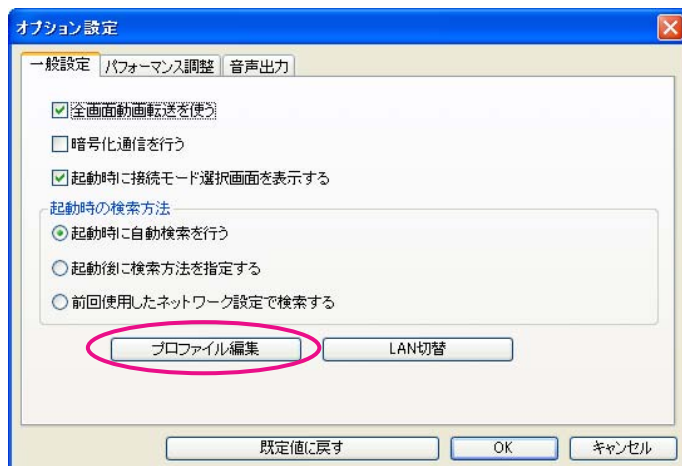 オプション設定
一般設定 パフォーマンス調整 音声出力
全画面動画転送を使う
暗号化通信を行う
起動時に接続モード選択画面を表示する
起動時の検索方法
起動時に自動検索を行う
起動後に検索方法を指定する
前回使用したネットワーク設定で検索する
プロファイル編集 LAN切替
既定値に戻す OK キャンセル